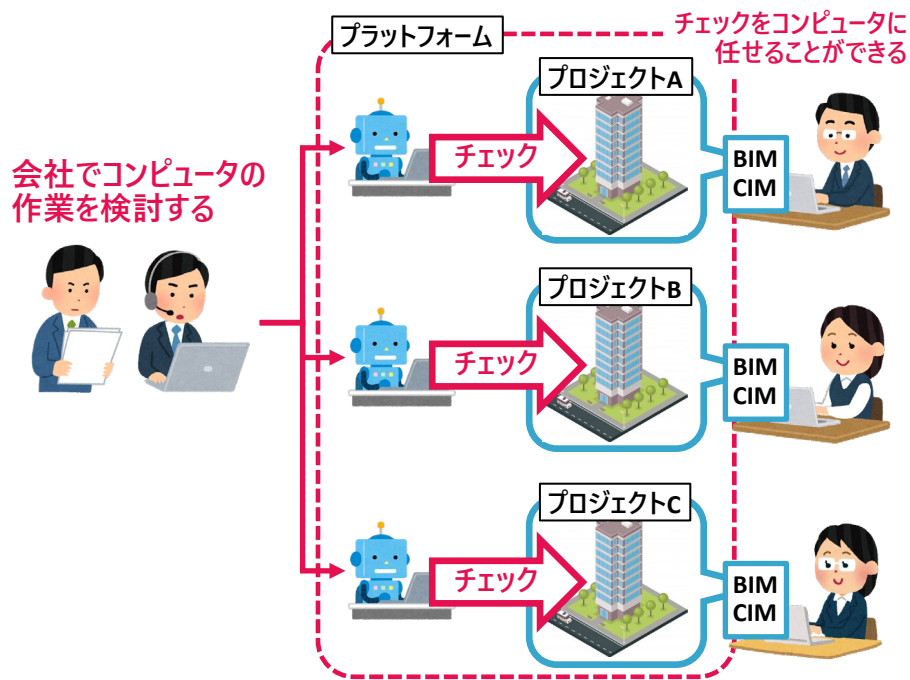 プラットフォーム
チェックをコンピュータに
任せることができる
会社でコンピュータの
作業を検討する
プロジェクトA
チェック
BIM
CIM
プロジェクトB
チェック
BIM
CIM
プロジェクトC
チェック
BIM
CIM